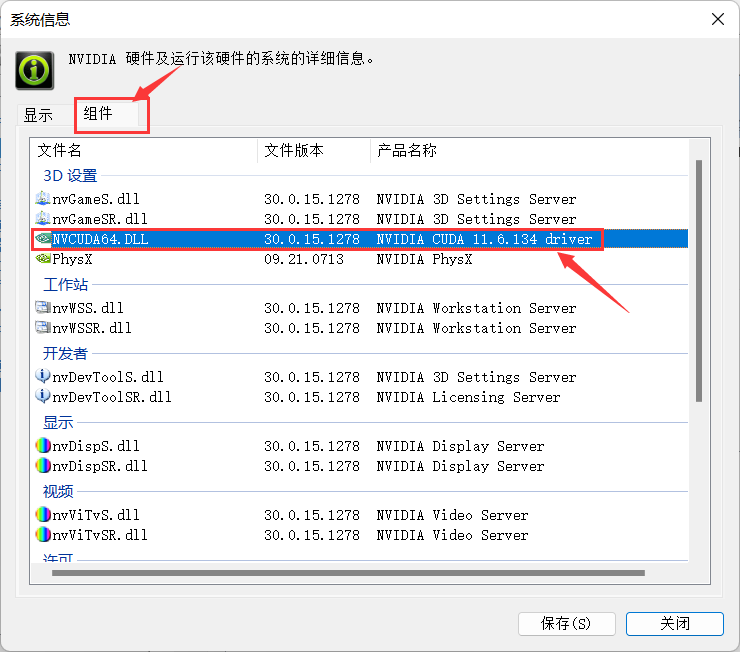 系统信息
NVIDIA 硬件及运行该硬件的系统的详细信息。
显示 组件
文件名 文件版本 产品名称
3D 设置
nvGameS.dll 30.0.15.1278 NVIDIA 3D Settings Server
nvGameSR.dll 30.0.15.1278 NVIDIA 3D Settings Server
NVCUDA64.DLL 30.0.15.1278 NVIDIA CUDA 11.6.134 driver
PhysX 09.21.0713 NVIDIA PhysX
工作站
nvWSS.dll 30.0.15.1278 NVIDIA Workstation Server
nvWSSR.dll 30.0.15.1278 NVIDIA Workstation Server
开发者
nvDevToolS.dll 30.0.15.1278 NVIDIA 3D Settings Server
nvDevToolSR.dll 30.0.15.1278 NVIDIA Licensing Server
显示
nvDispS.dll 30.0.15.1278 NVIDIA Display Server
nvDispSR.dll 30.0.15.1278 NVIDIA Display Server
视频
nvViTvS.dll 30.0.15.1278 NVIDIA Video Server
nvViTvSR.dll 30.0.15.1278 NVIDIA Video Server
许可
保存(S) 关闭